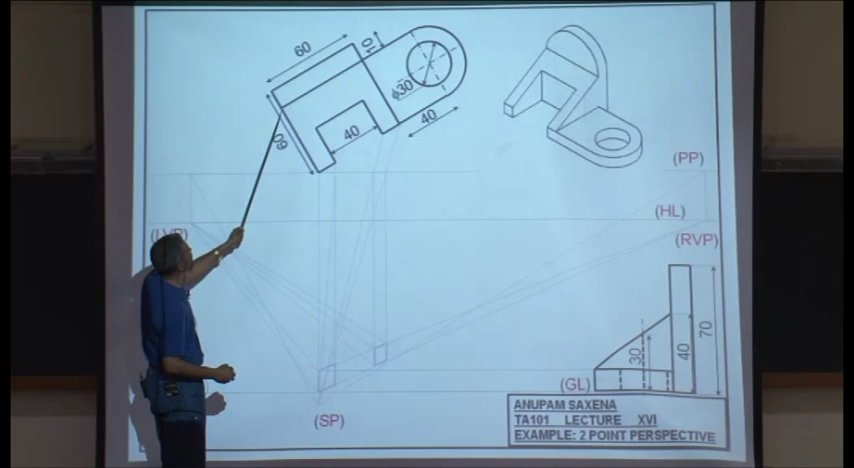 60
10
ϕ30
60
40
40
(PP)
(HL)
(LVP)
(RVP)
70
30
40
(GL)
(SP)
ANUPAM SAXENA
TA101 LECTURE XVI
EXAMPLE: 2 POINT PERSPECTIVE